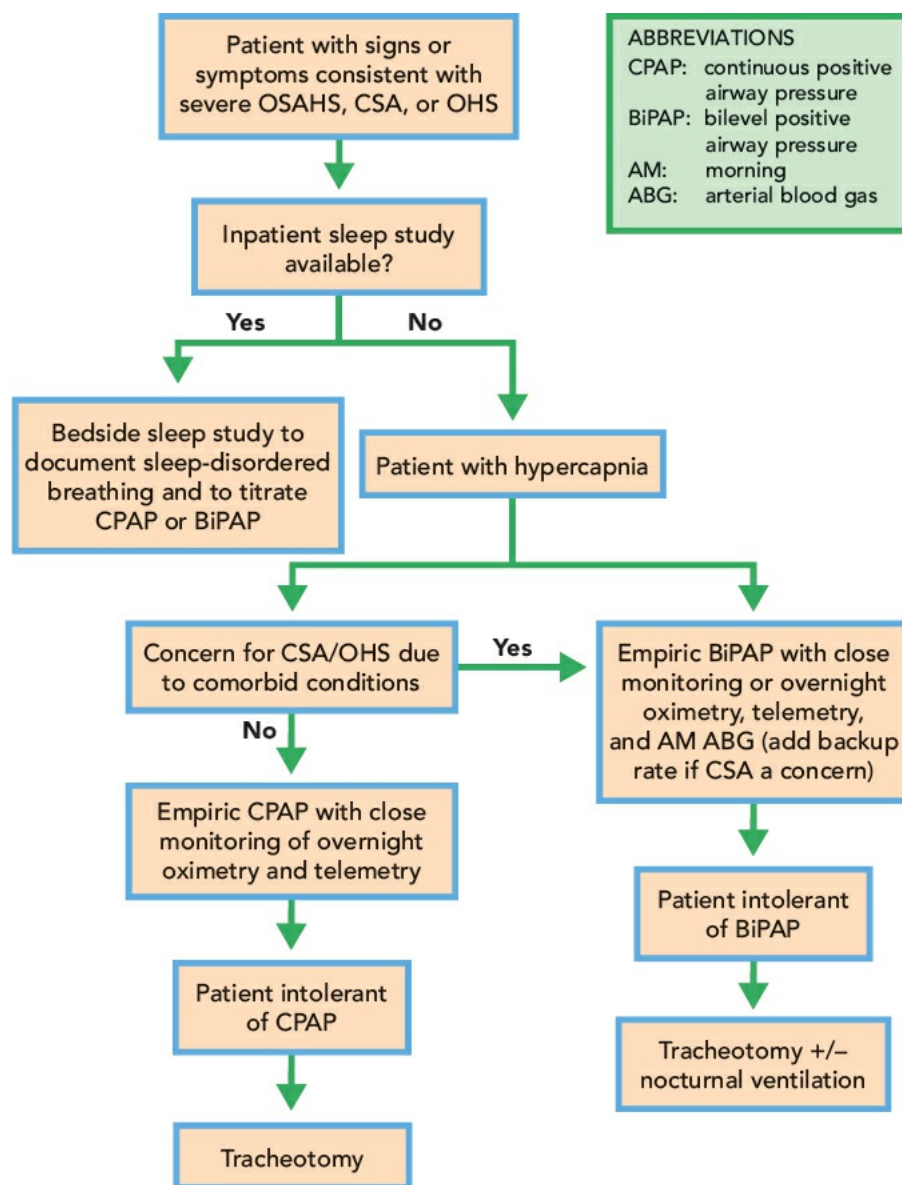 Patient with signs or
symptoms consistent with
severe OSAHS, CSA, or OHS
ABBREVIATIONS
CPAP: continuous positive
airway pressure
BiPAP: bilevel positive
airway pressure
AM: morning
ABG: arterial blood gas
Inpatient sleep study
available?
Yes
No
Bedside sleep study to
document sleep-disordered
breathing and to titrate
CPAP or BiPAP
Patient with hypercapnia
Concern for CSA/OHS due
to comorbid conditions
Yes
Empiric BiPAP with close
monitoring or overnight
oximetry, telemetry,
and AM ABG (add backup
rate if CSA a concern)
No
Empiric CPAP with close
monitoring of overnight
oximetry and telemetry
Patient intolerant
of BiPAP
Patient intolerant
of CPAP
Tracheotomy +/–
nocturnal ventilation
Tracheotomy